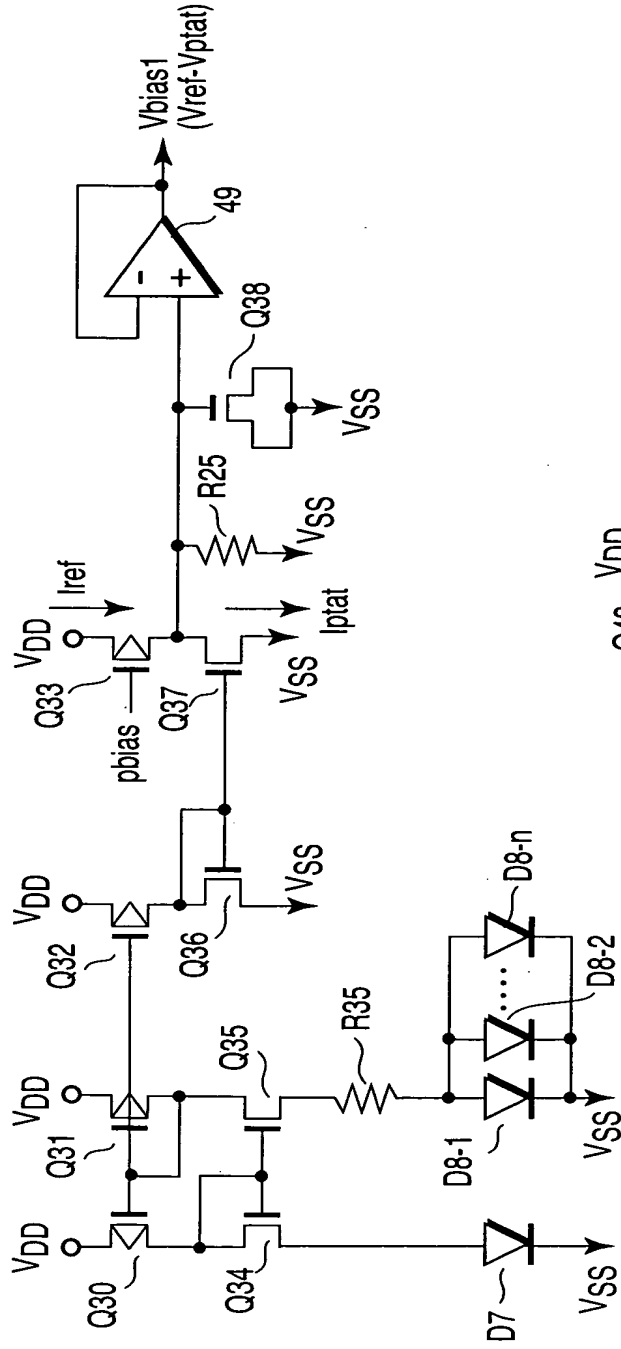 VDD
Q30
Q34
D7
VSS
VDD
Q31
Q35
R35
D8-1
D8-2
D8-n
VSS
VDD
Q32
Q36
VSS
VDD
Iref
Q33
pbias
Q37
VSS
Iptat
R25
VSS
Q38
VSS
-
+
49
Vbias1
(Vref-Vptat)
VDD